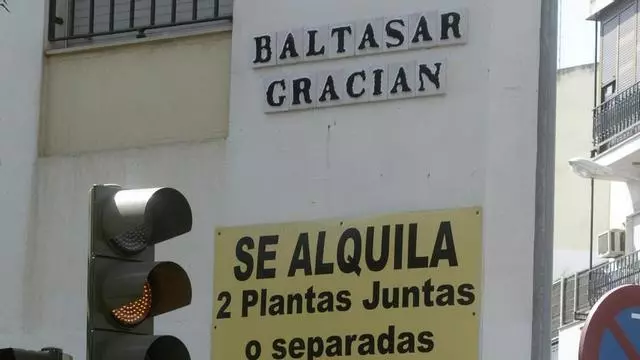 BALTASAR
GRACIAN
SE ALQUILA
2 Plantas Juntas
o separadas